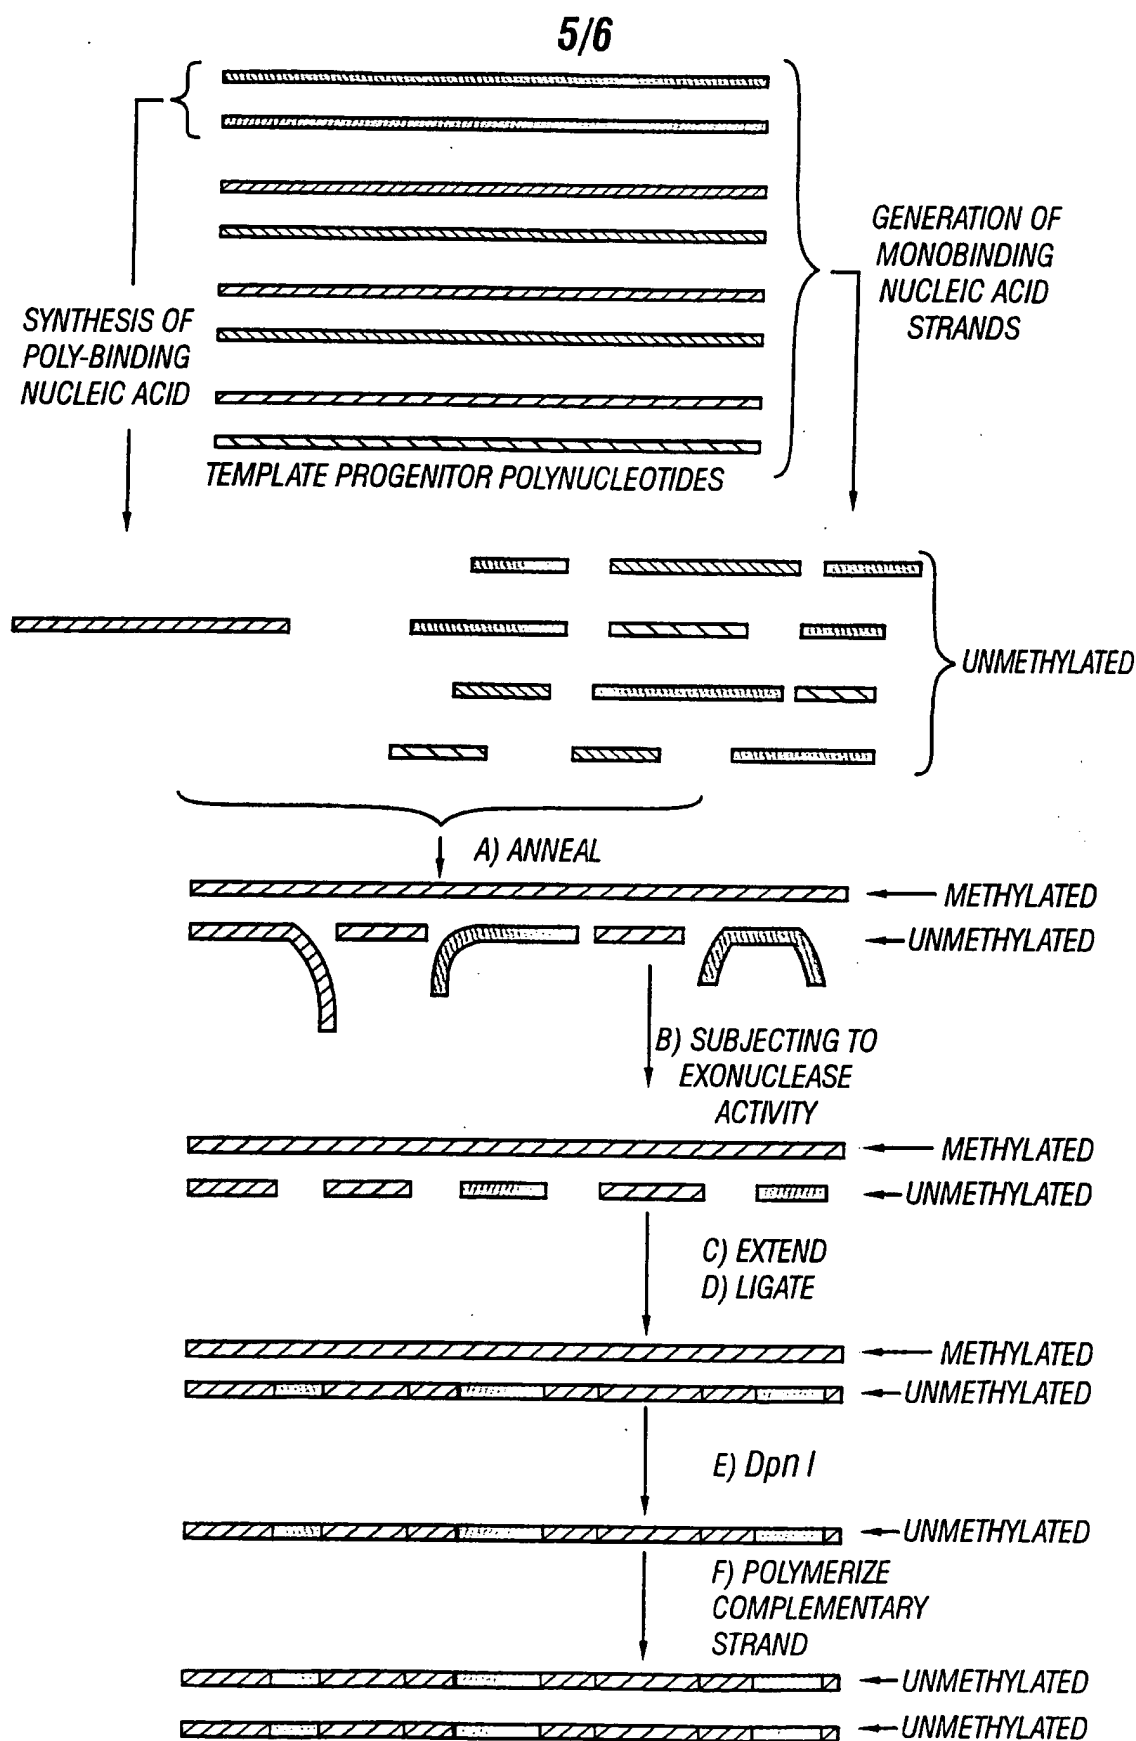 5/6
GENERATION OF
MONOBINDING
NUCLEIC ACID
STRANDS
SYNTHESIS OF
POLY-BINDING
NUCLEIC ACID
TEMPLATE PROGENITOR POLYNUCLEOTIDES
UNMETHYLATED
A) ANNEAL
METHYLATED
UNMETHYLATED
B) SUBJECTING TO
EXONUCLEASE
ACTIVITY
METHYLATED
UNMETHYLATED
C) EXTEND
D) LIGATE
METHYLATED
UNMETHYLATED
E) Dpn I
UNMETHYLATED
F) POLYMERIZE
COMPLEMENTARY
STRAND
UNMETHYLATED
UNMETHYLATED